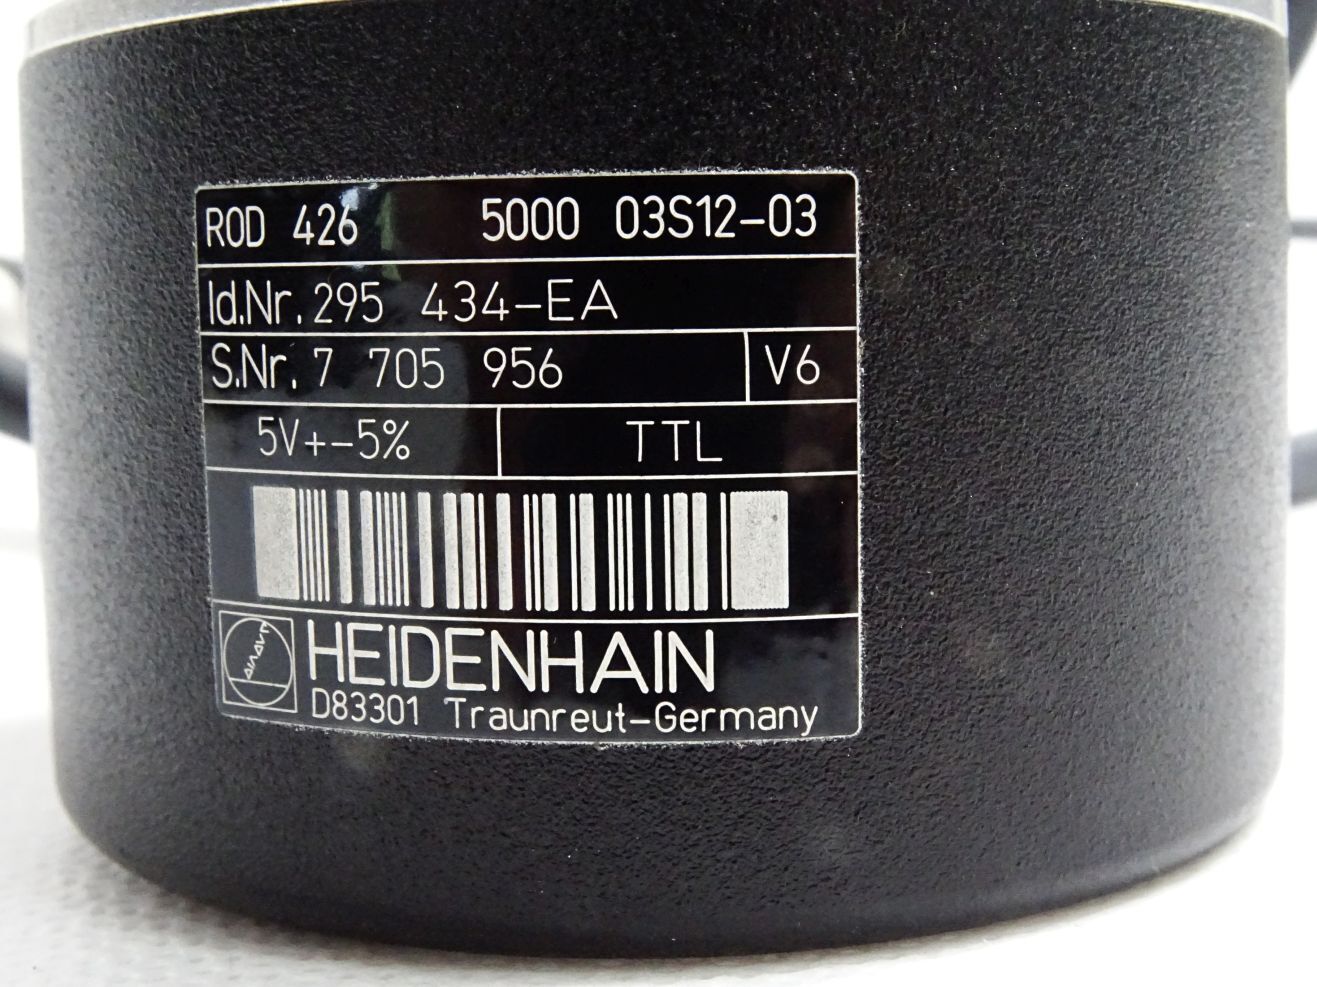 ROD 426 5000 03S12-03
Id.Nr. 295 434-EA
S.Nr. 7 705 956 V6
5V+-5% TTL
HEIDENHAIN
D83301 Traunreut-Germany